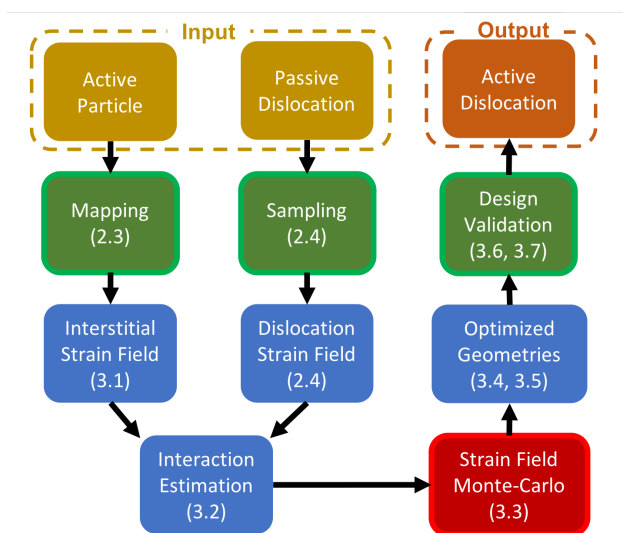 Input
Output
Active
Particle
Passive
Dislocation
Active
Dislocation
Mapping
(2.3)
Sampling
(2.4)
Design
Validation
(3.6, 3.7)
Interstitial
Strain Field
(3.1)
Dislocation
Strain Field
(2.4)
Optimized
Geometries
(3.4, 3.5)
Interaction
Estimation
(3.2)
Strain Field
Monte-Carlo
(3.3)